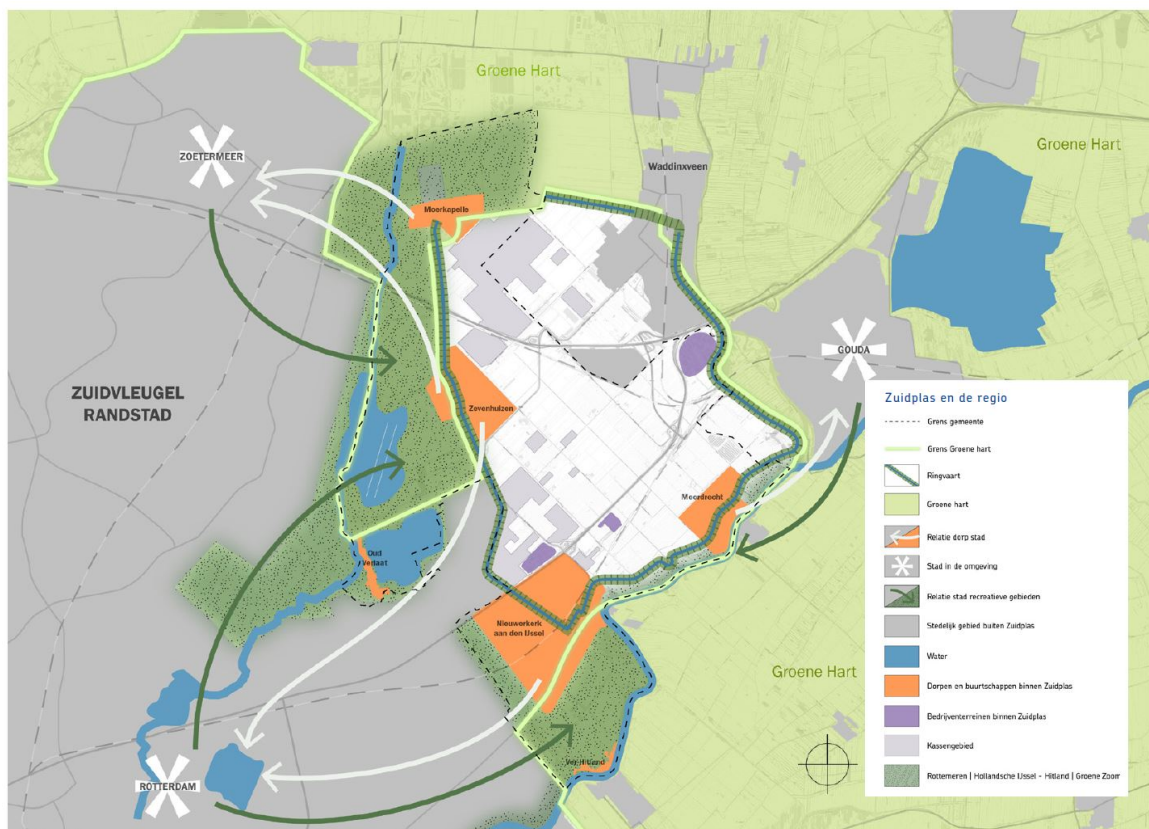 Groene Hart
ZOETERMEER
Waddinxveen
Groene Hart
Moerkapelle
ZUIDVLEUGEL
RANDSTAD
GOUDA
Zevenhuizen
Moordrecht
Oud
Verlaat
Nieuwerkerk
aan den IJssel
Groene Hart
Ver-Hitland
ROTTERDAM
Zuidplas en de regio
Grens gemeente
Grens Groene hart
Ringvaart
Groene hart
Relatie dorp stad
Stad in de omgeving
Relatie stad recreatieve gebieden
Stedelijk gebied buiten Zuidplas
Water
Dorpen en buurtschappen binnen Zuidplas
Bedrijventerreinen binnen Zuidplas
Kassengebied
Rottemeren | Hollandsche IJssel - Hitland | Groene Zoom